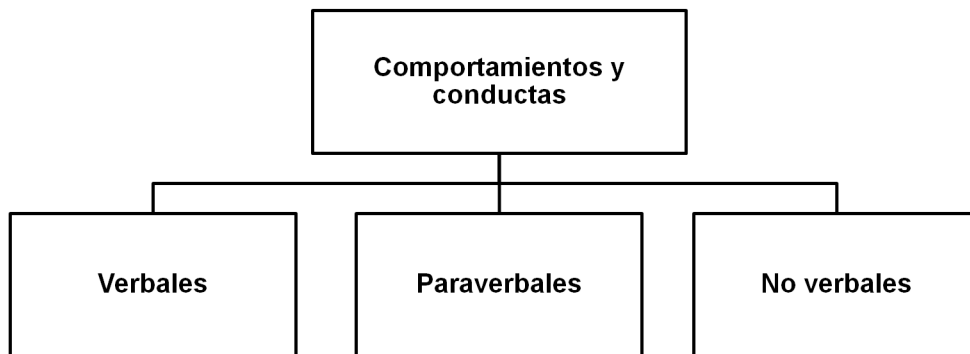 Comportamientos y
conductas
Verbales
Paraverbales
No verbales